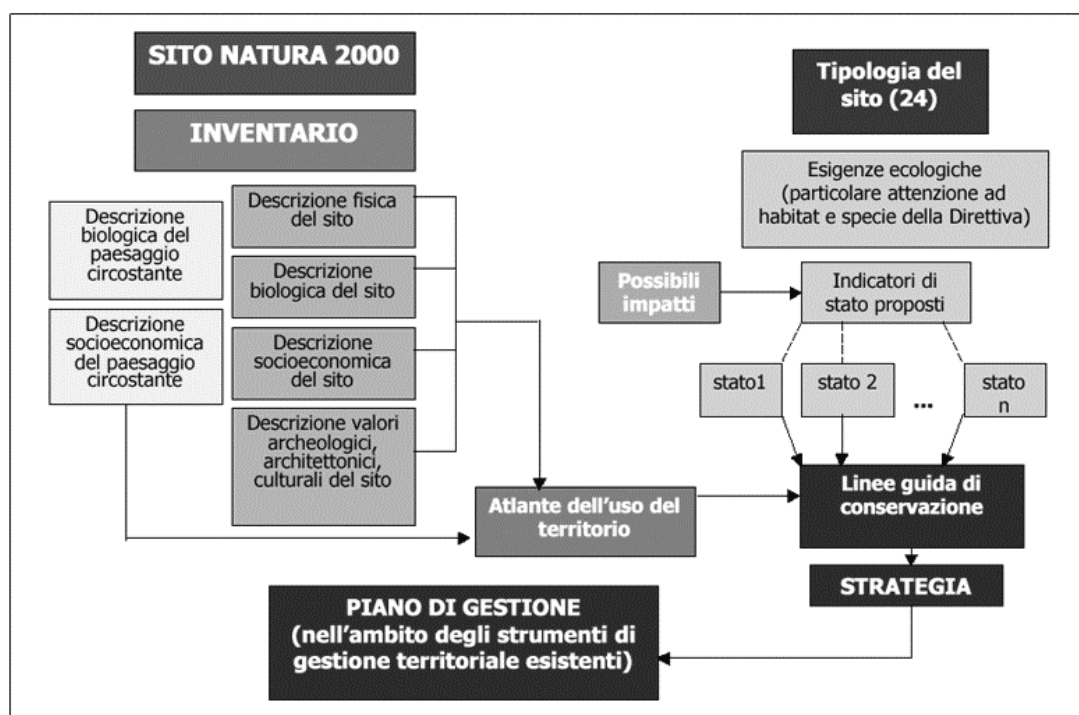 SITO NATURA 2000
INVENTARIO
Descrizione
biologica del
paesaggio
circostante
Descrizione
socioeconomica
del paesaggio
circostante
Descrizione fisica
del sito
Descrizione
biologica del sito
Descrizione
socioeconomica
del sito
Descrizione valori
archeologici,
architettonici,
culturali del sito
Tipologia del
sito (24)
Esigenze ecologiche
(particolare attenzione ad
habitat e specie della Direttiva)
Possibili
impatti
Indicatori di
stato proposti
stato1
stato 2
...
stato
n
Atlante dell'uso del
territorio
Linee guida di
conservazione
STRATEGIA
PIANO DI GESTIONE
(nell'ambito degli strumenti di
gestione territoriale esistenti)